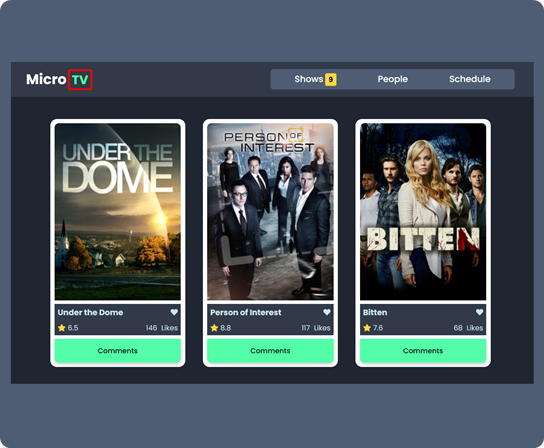 Micro TV
Shows 9 People Schedule
UNDER THE
DOME
PERSON OF
INTEREST
BITTEN
Under the Dome
6.5 146 Likes
Comments
Person of Interest
8.8 117 Likes
Comments
Bitten
7.6 68 Likes
Comments